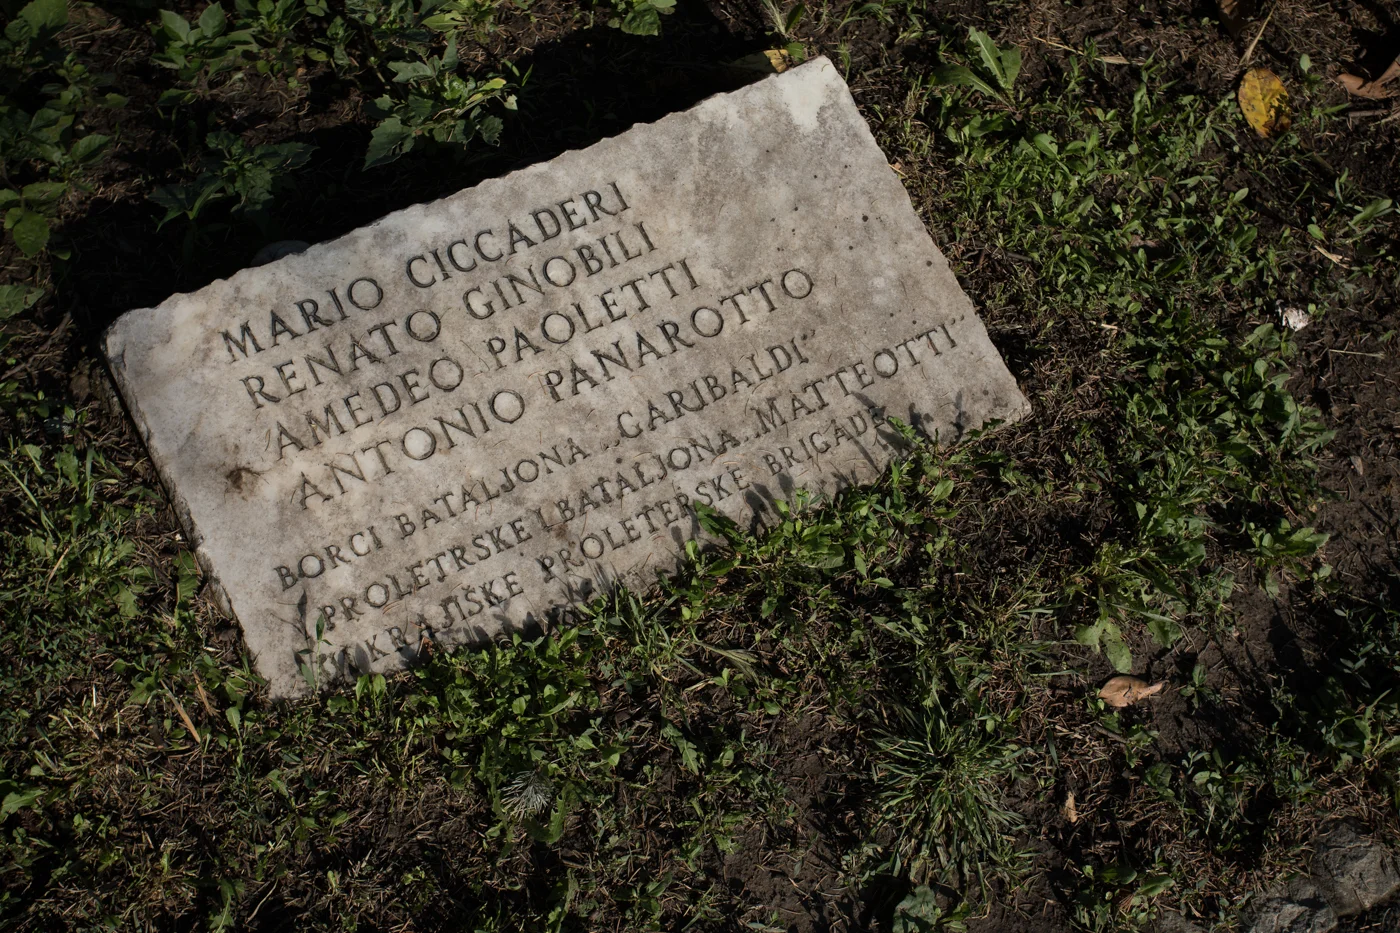 MARIO CICCADERI
RENATO GINOBILI
AMEDEO PAOLETTI
ANTONIO PANAROTTO
BORCI BATALJONA „GARIBALDI”
PROLETRSKE I BATALJONA „MATTEOTTI”
KRAJIŠKE PROLETERSKE BRIGADE